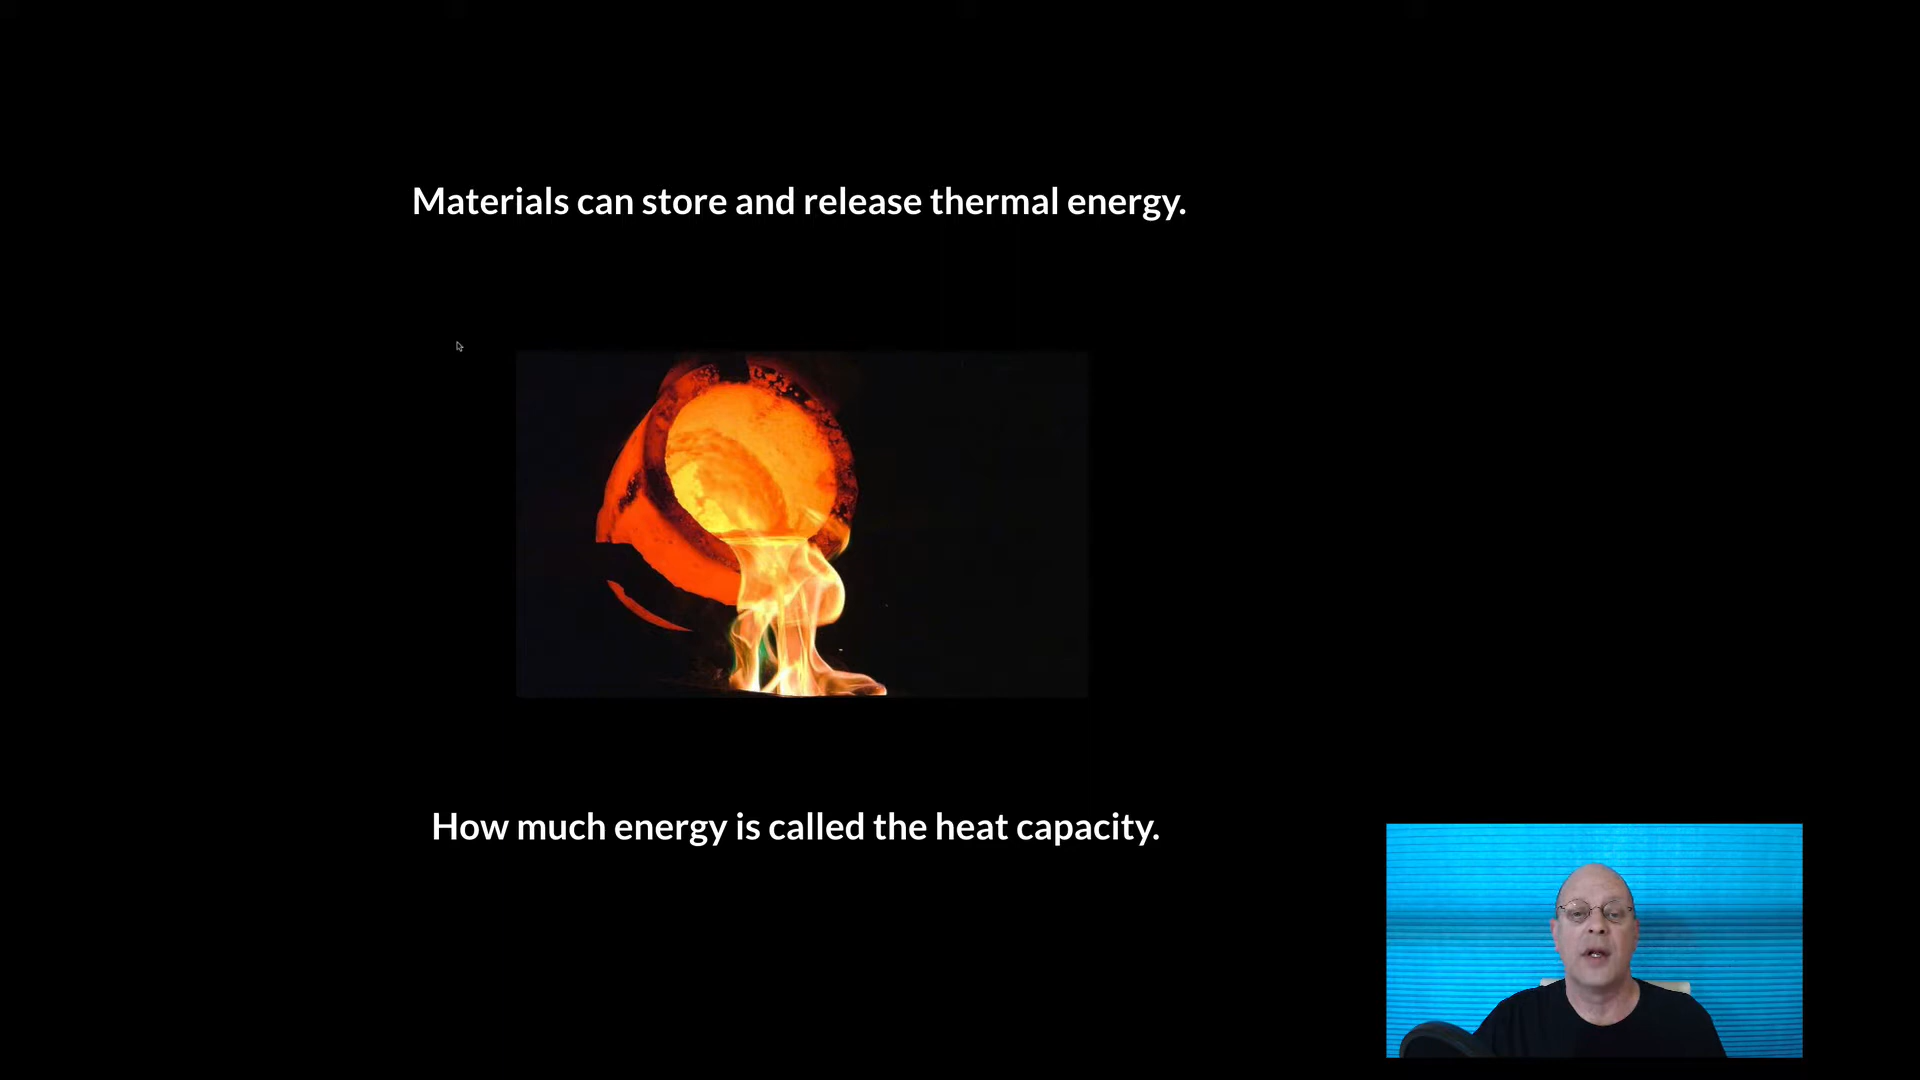 Materials can store and release thermal energy.
How much energy is called the heat capacity.